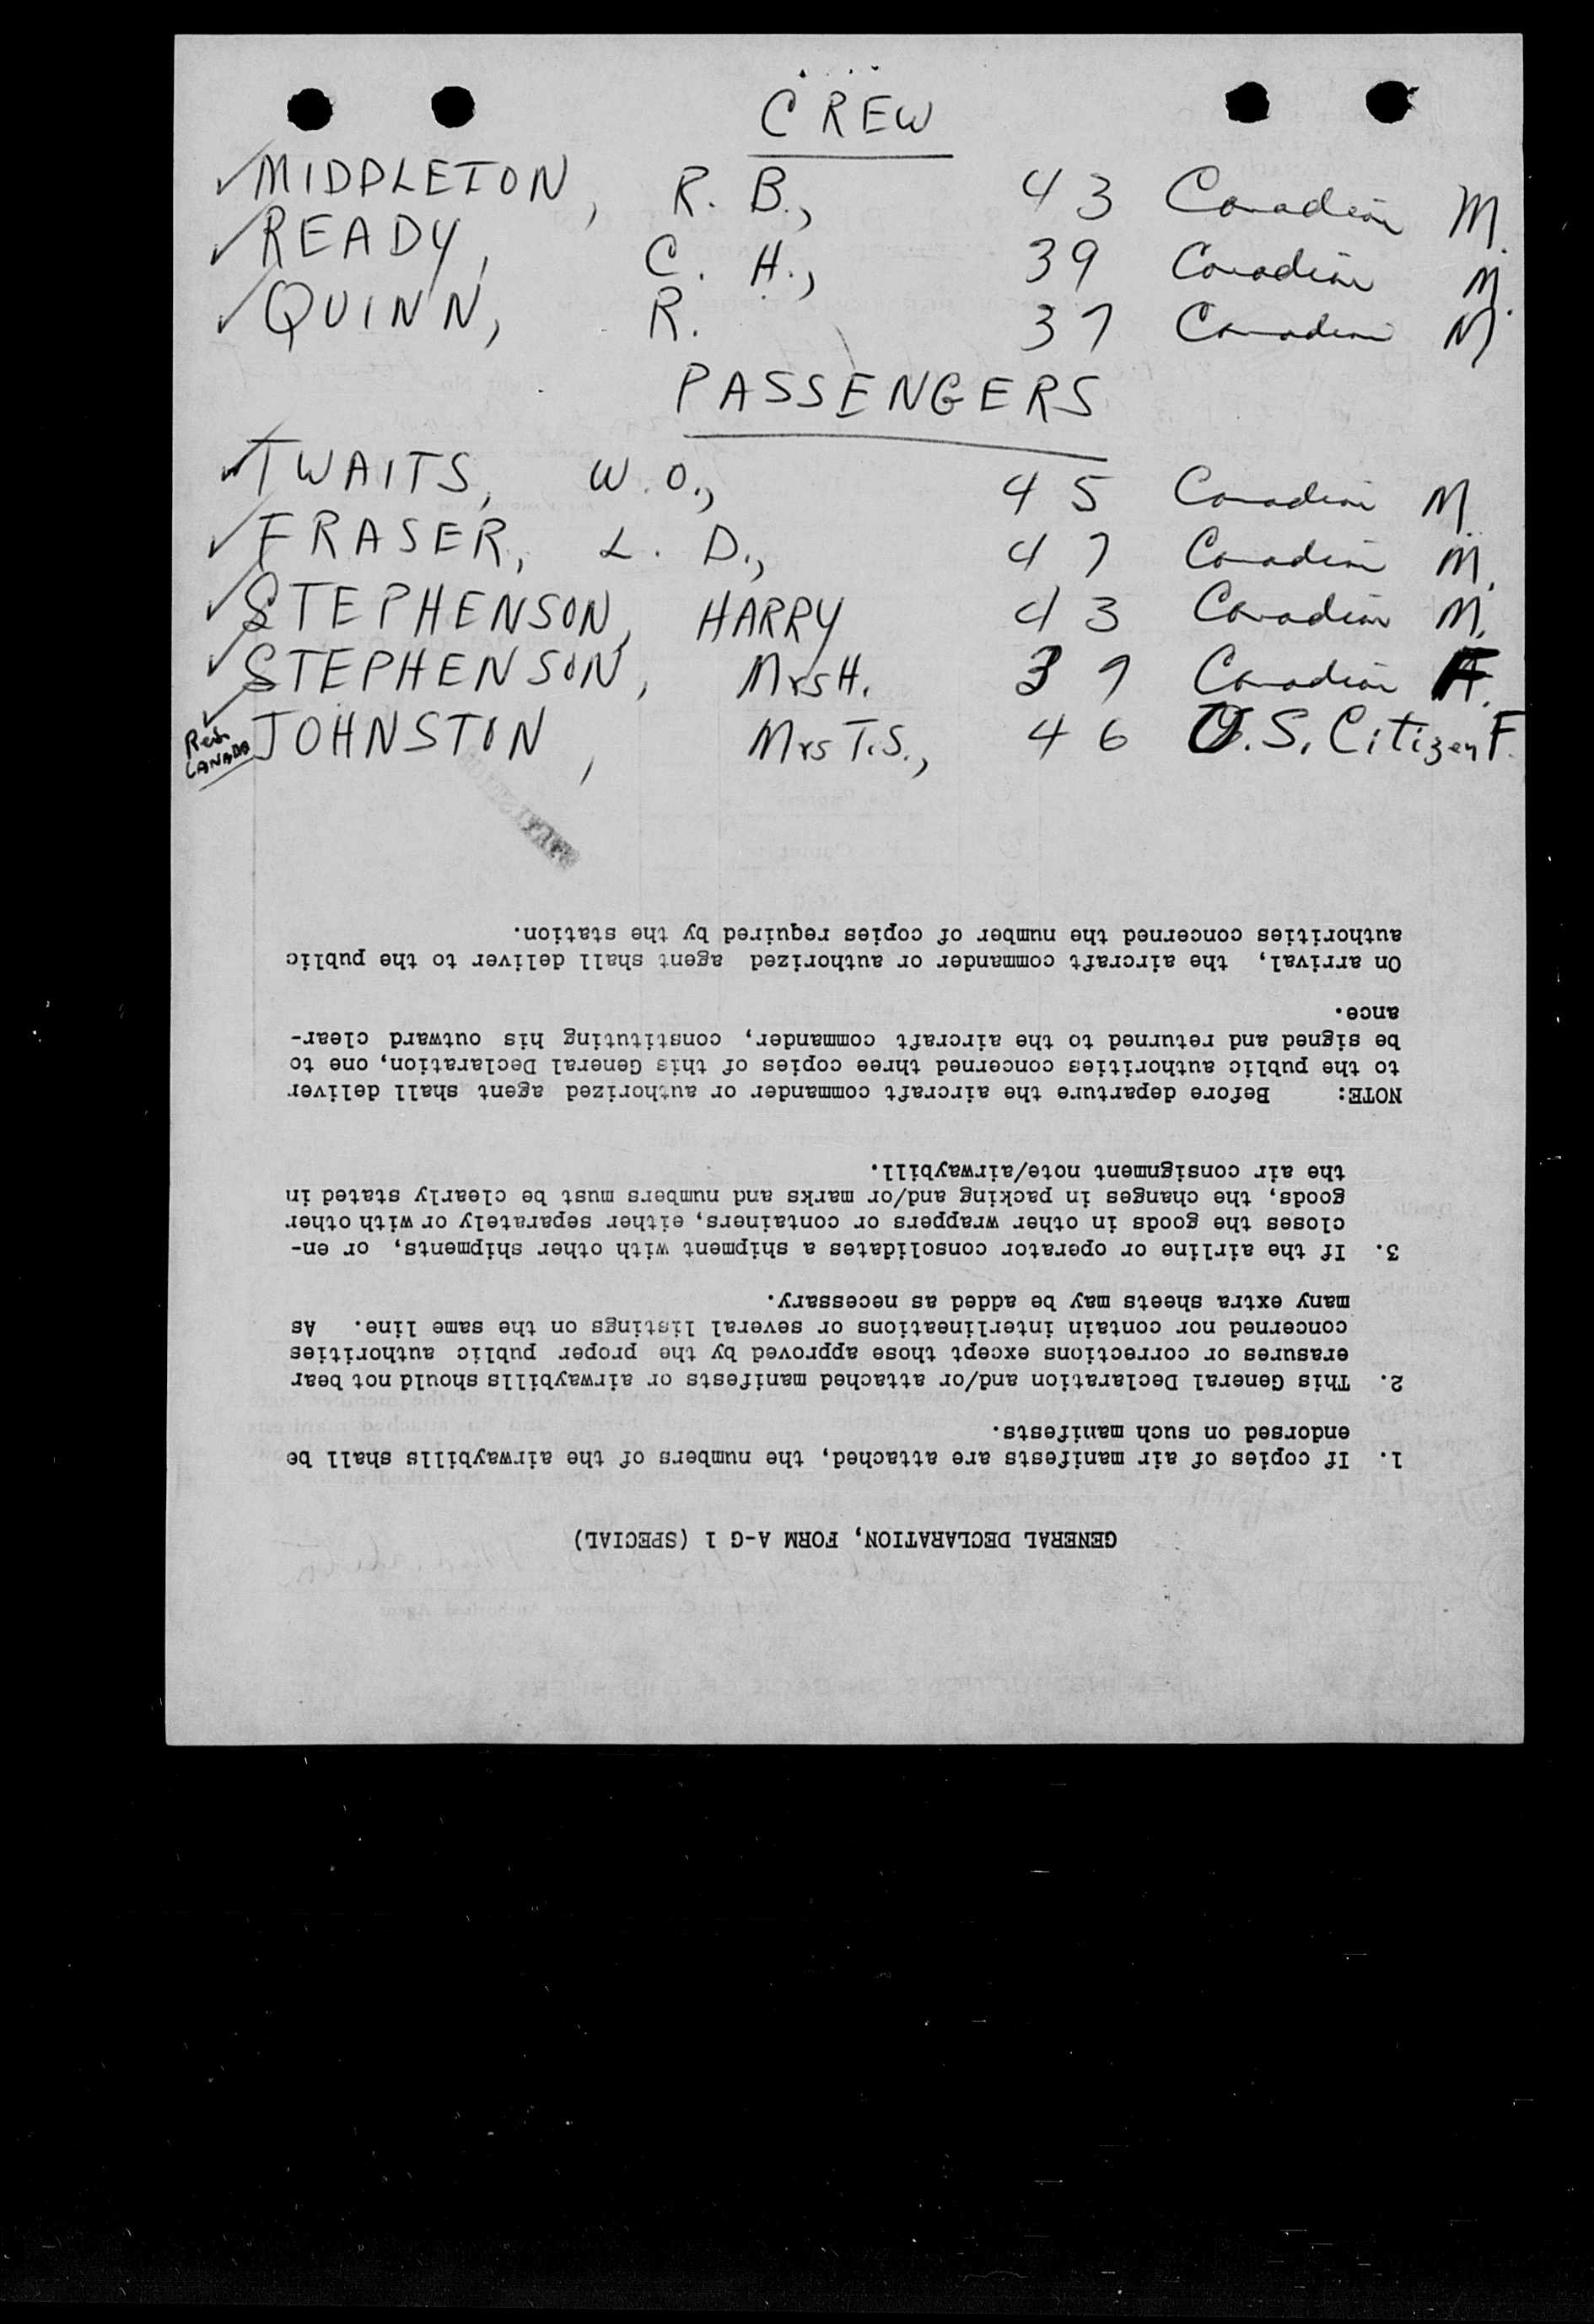 CREW
MIDDLETON, R. B., 43 Canadian M.
READY, C. H., 39 Canadian M.
QUINN, R. 37 Canadian M
PASSENGERS
TWAITS, W. O., 45 Canadian M.
FRASER, L. D., 47 Canadian M.
STEPHENSON, HARRY 43 Canadian M.
STEPHENSON, Mrs H. 39 Canadian F.
JOHNSTON, Mrs T.S., 46 U.S. Citizen F.
CANADA
GENERAL DECLARATION, FORM A-G 1 (SPECIAL)
1. If copies of air manifests are attached, the numbers of the airwaybills shall be
endorsed on such manifests.
2. This General Declaration and/or attached manifests or airwaybills should not bear
erasures or corrections except those approved by the proper public authorities
concerned nor contain interlineations or several listings on the same line. As
many extra sheets may be added as necessary.
3. If the airline or operator consolidates a shipment with other shipments, or en-
closes the goods in other wrappers or containers, either separately or with other
goods, the changes in packing and/or marks and numbers must be clearly stated in
the air consignment note/airwaybill.
NOTE: Before departure the aircraft commander or authorized agent shall deliver
to the public authorities concerned three copies of this General Declaration, one to
be signed and returned to the aircraft commander, constituting his outward clear-
ance.
On arrival, the aircraft commander or authorized agent shall deliver to the public
authorities concerned the number of copies required by the station.